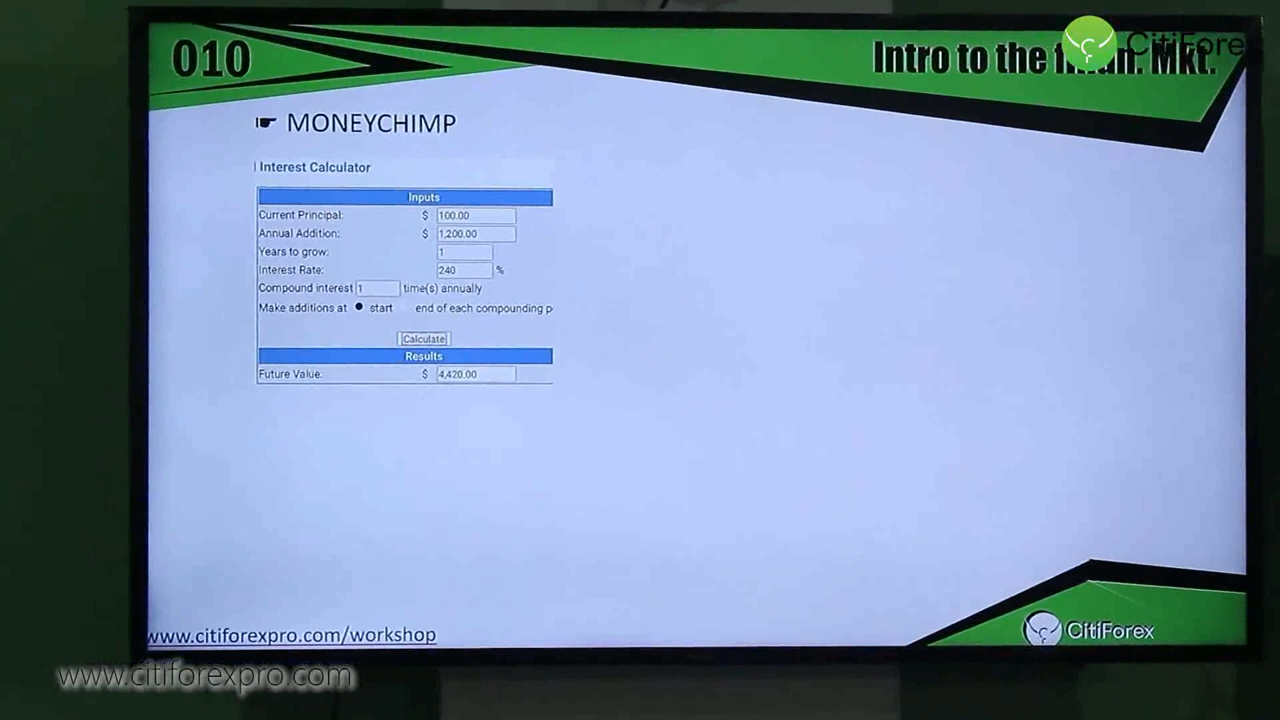 010
Intro to the finan. Mkt.
CitiForex
☛ MONEYCHIMP
Interest Calculator
Inputs
Current Principal: $ 100.00
Annual Addition: $ 1,200.00
Years to grow: 1
Interest Rate: 240 %
Compound interest 1 time(s) annually
Make additions at start end of each compounding p
Calculate
Results
Future Value: $ 4,420.00
www.citiforexpro.com/workshop
CitiForex
www.citiforexpro.com